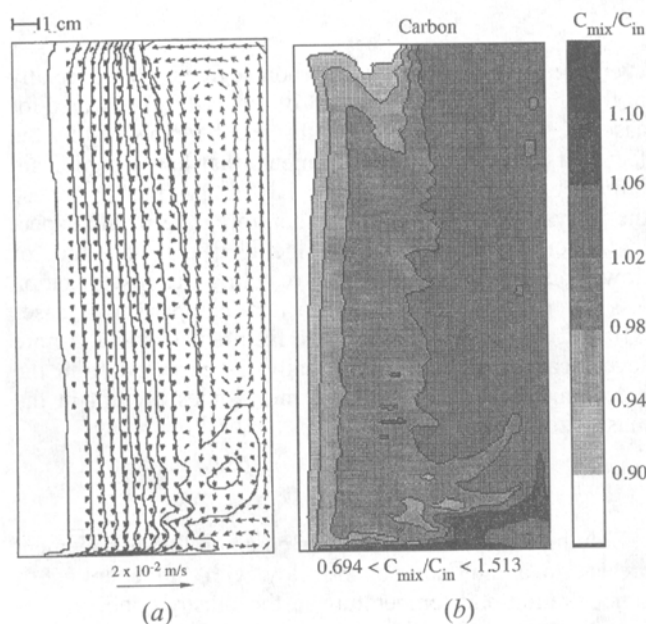 1 cm
Carbon
C_mix/C_in
1.10
1.06
1.02
0.98
0.94
0.90
2 x 10⁻² m/s
0.694 < C_mix/C_in < 1.513
(a)
(b)